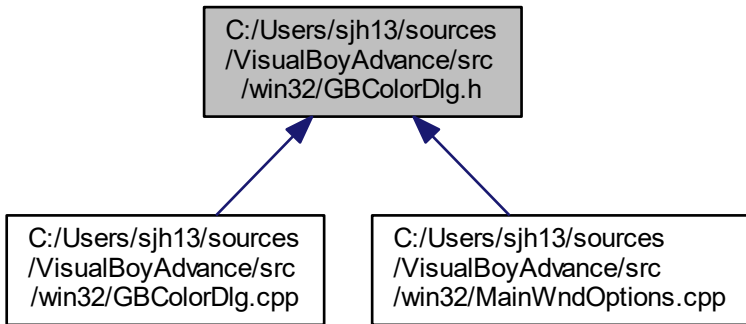 C:/Users/sjh13/sources
/VisualBoyAdvance/src
/win32/GBColorDlg.h
C:/Users/sjh13/sources
/VisualBoyAdvance/src
/win32/GBColorDlg.cpp
C:/Users/sjh13/sources
/VisualBoyAdvance/src
/win32/MainWndOptions.cpp